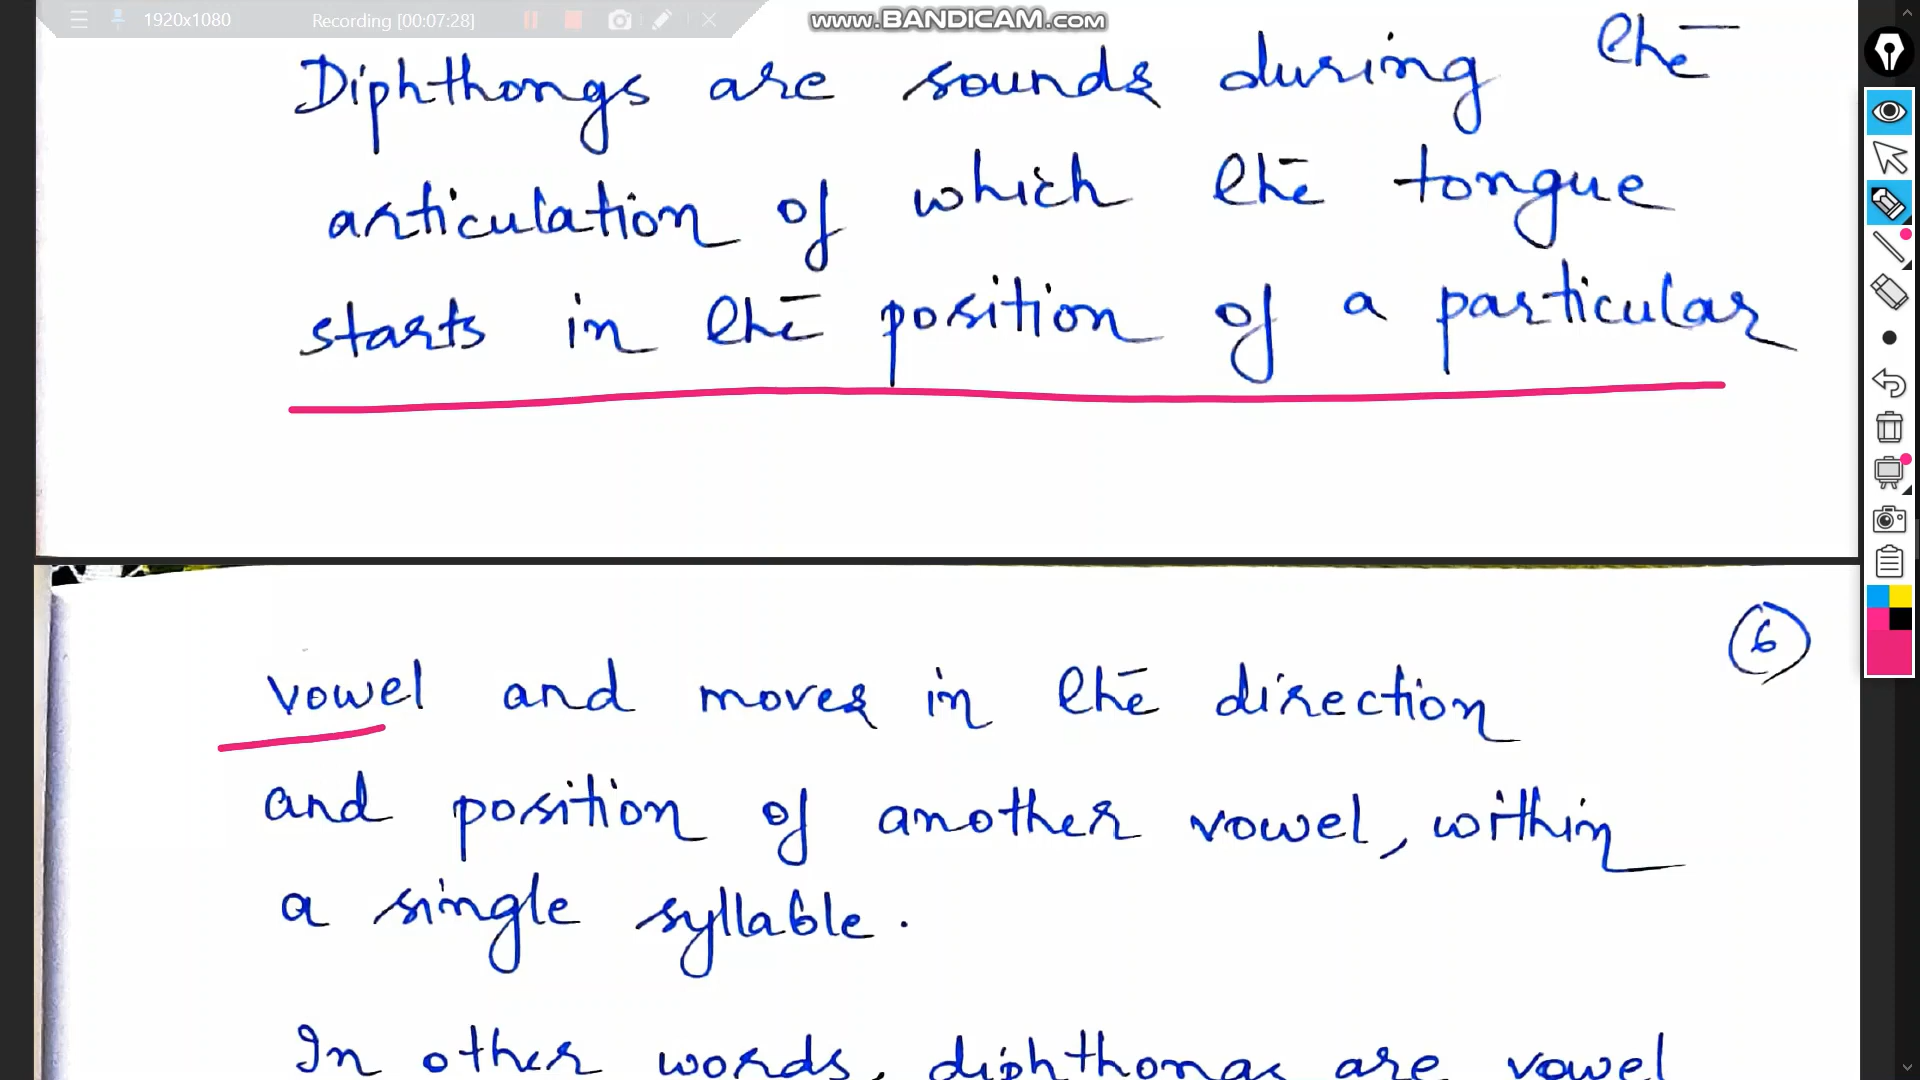 1920x1080
Recording [00:07:28]
www.BANDICAM.com
Diphthongs are sounds during the
articulation of which the tongue
starts in the position of a particular
6
vowel and moves in the direction
and position of another vowel, within
a single syllable.
In other words, diphthongs are vowel